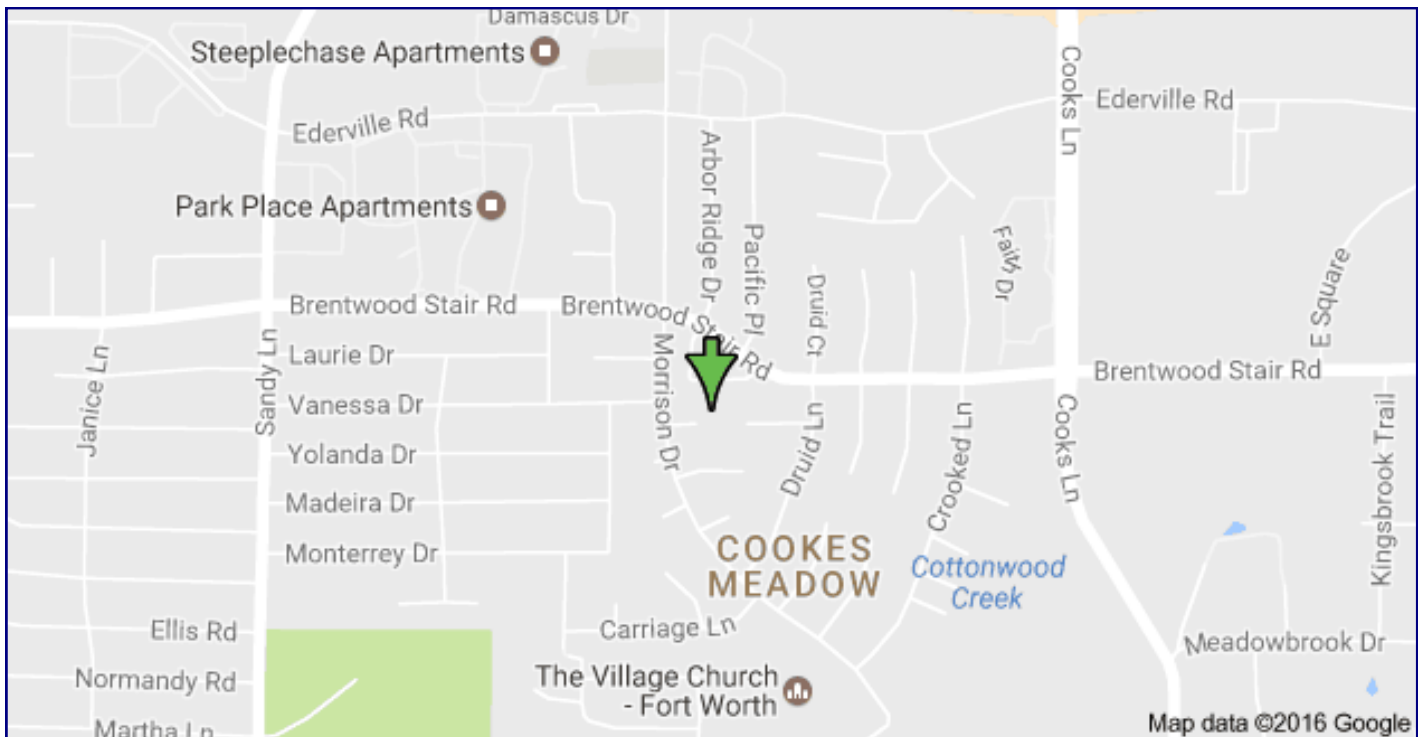 Damascus Dr
Steeplechase Apartments
Cooks Ln
Ederville Rd
Ederville Rd
Arbor Ridge Dr
Park Place Apartments
Pacific Pl
Faity Dr
Druid Ct
E Square
Brentwood Stair Rd
Brentwood Stair Rd
Laurie Dr
Janice Ln
Sandy Ln
Morrison Dr
Brentwood Stair Rd
Vanessa Dr
Cooks Ln
Kingsbrook Trail
Yolanda Dr
Druid Ln
Crooked Ln
Madeira Dr
Monterrey Dr
COOKES
MEADOW
Cottonwood
Creek
Ellis Rd
Carriage Ln
Meadowbrook Dr
Normandy Rd
The Village Church
- Fort Worth
Martha Ln
Map data ©2016 Google